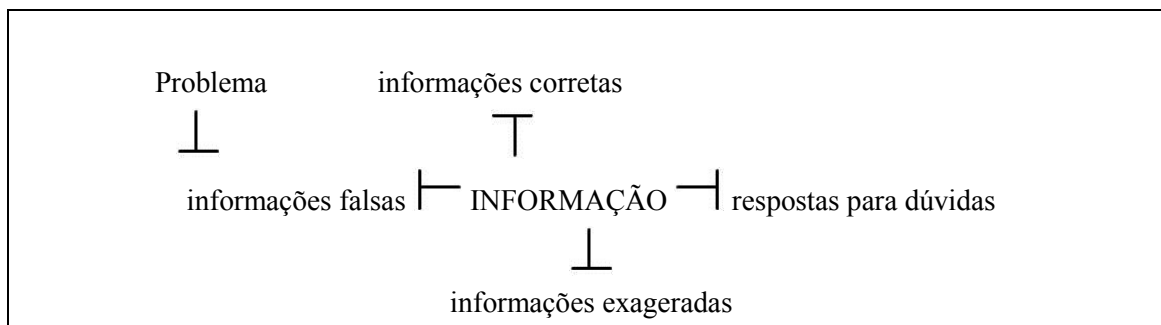 Problema informações corretas
informações falsas INFORMAÇÃO respostas para dúvidas
informações exageradas